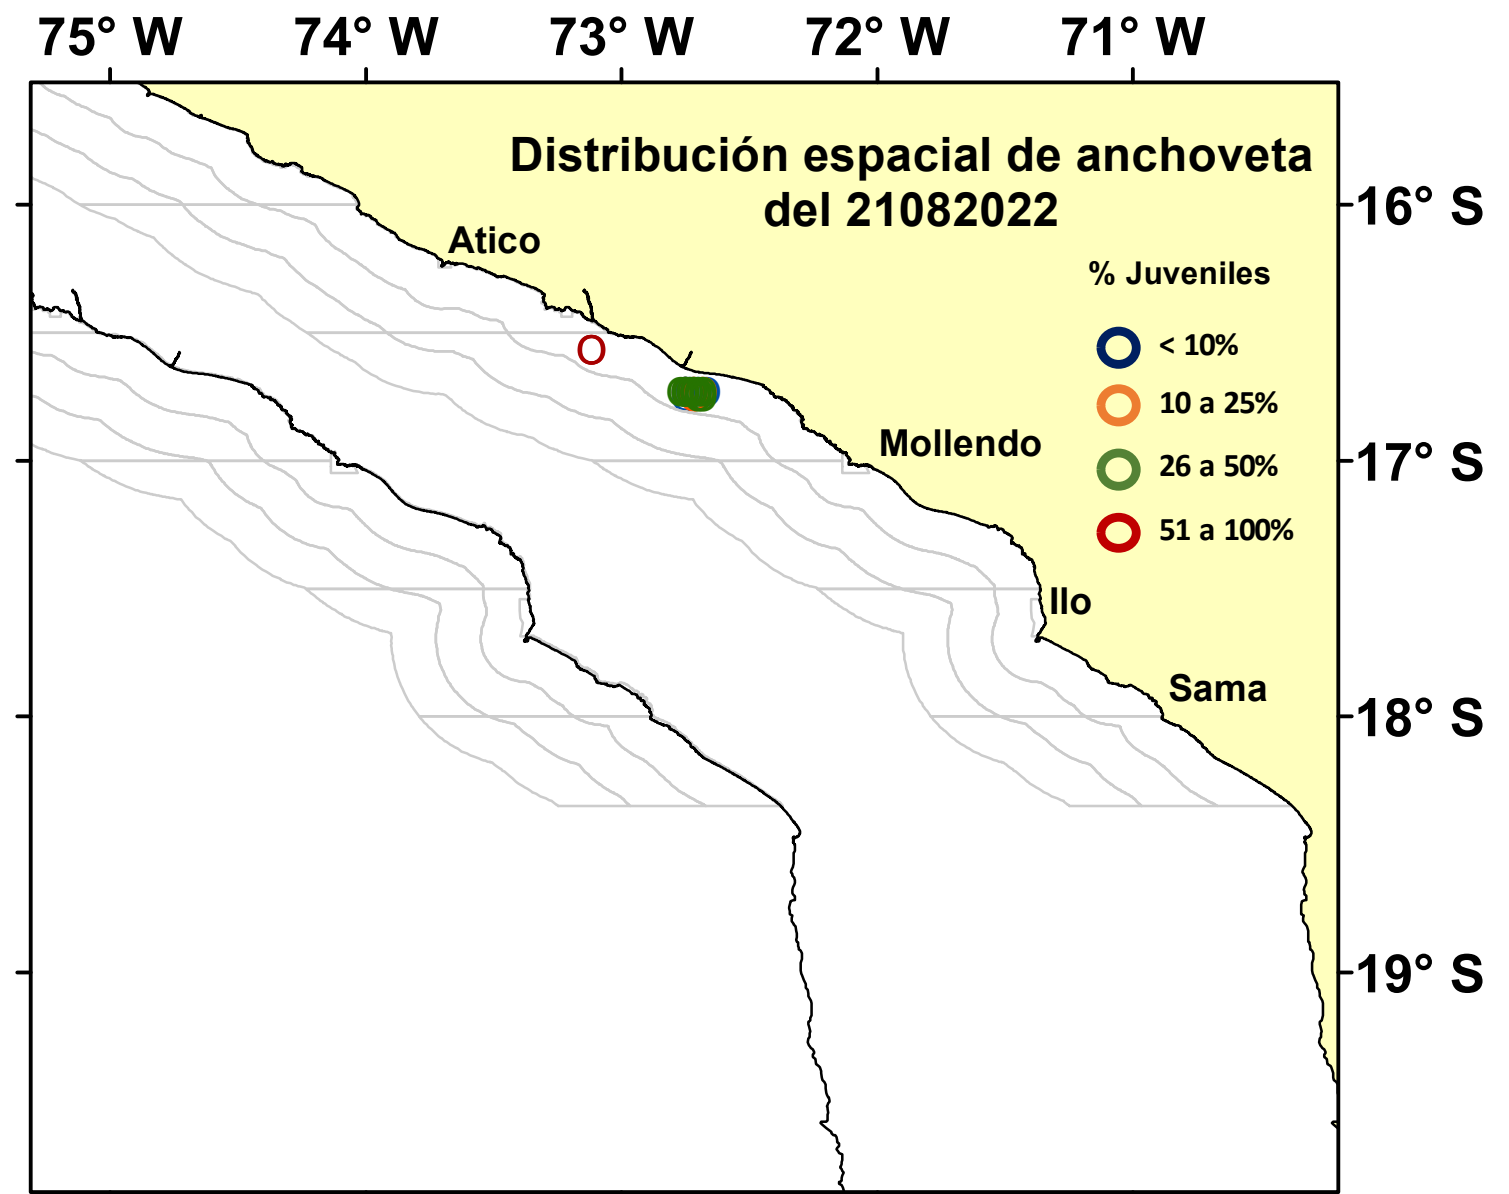 75° W 74° W 73° W 72° W 71° W
Distribución espacial de anchoveta
del 21082022
16° S
Atico
% Juveniles
< 10%
10 a 25%
Mollendo
26 a 50%
17° S
51 a 100%
Ilo
Sama
18° S
19° S